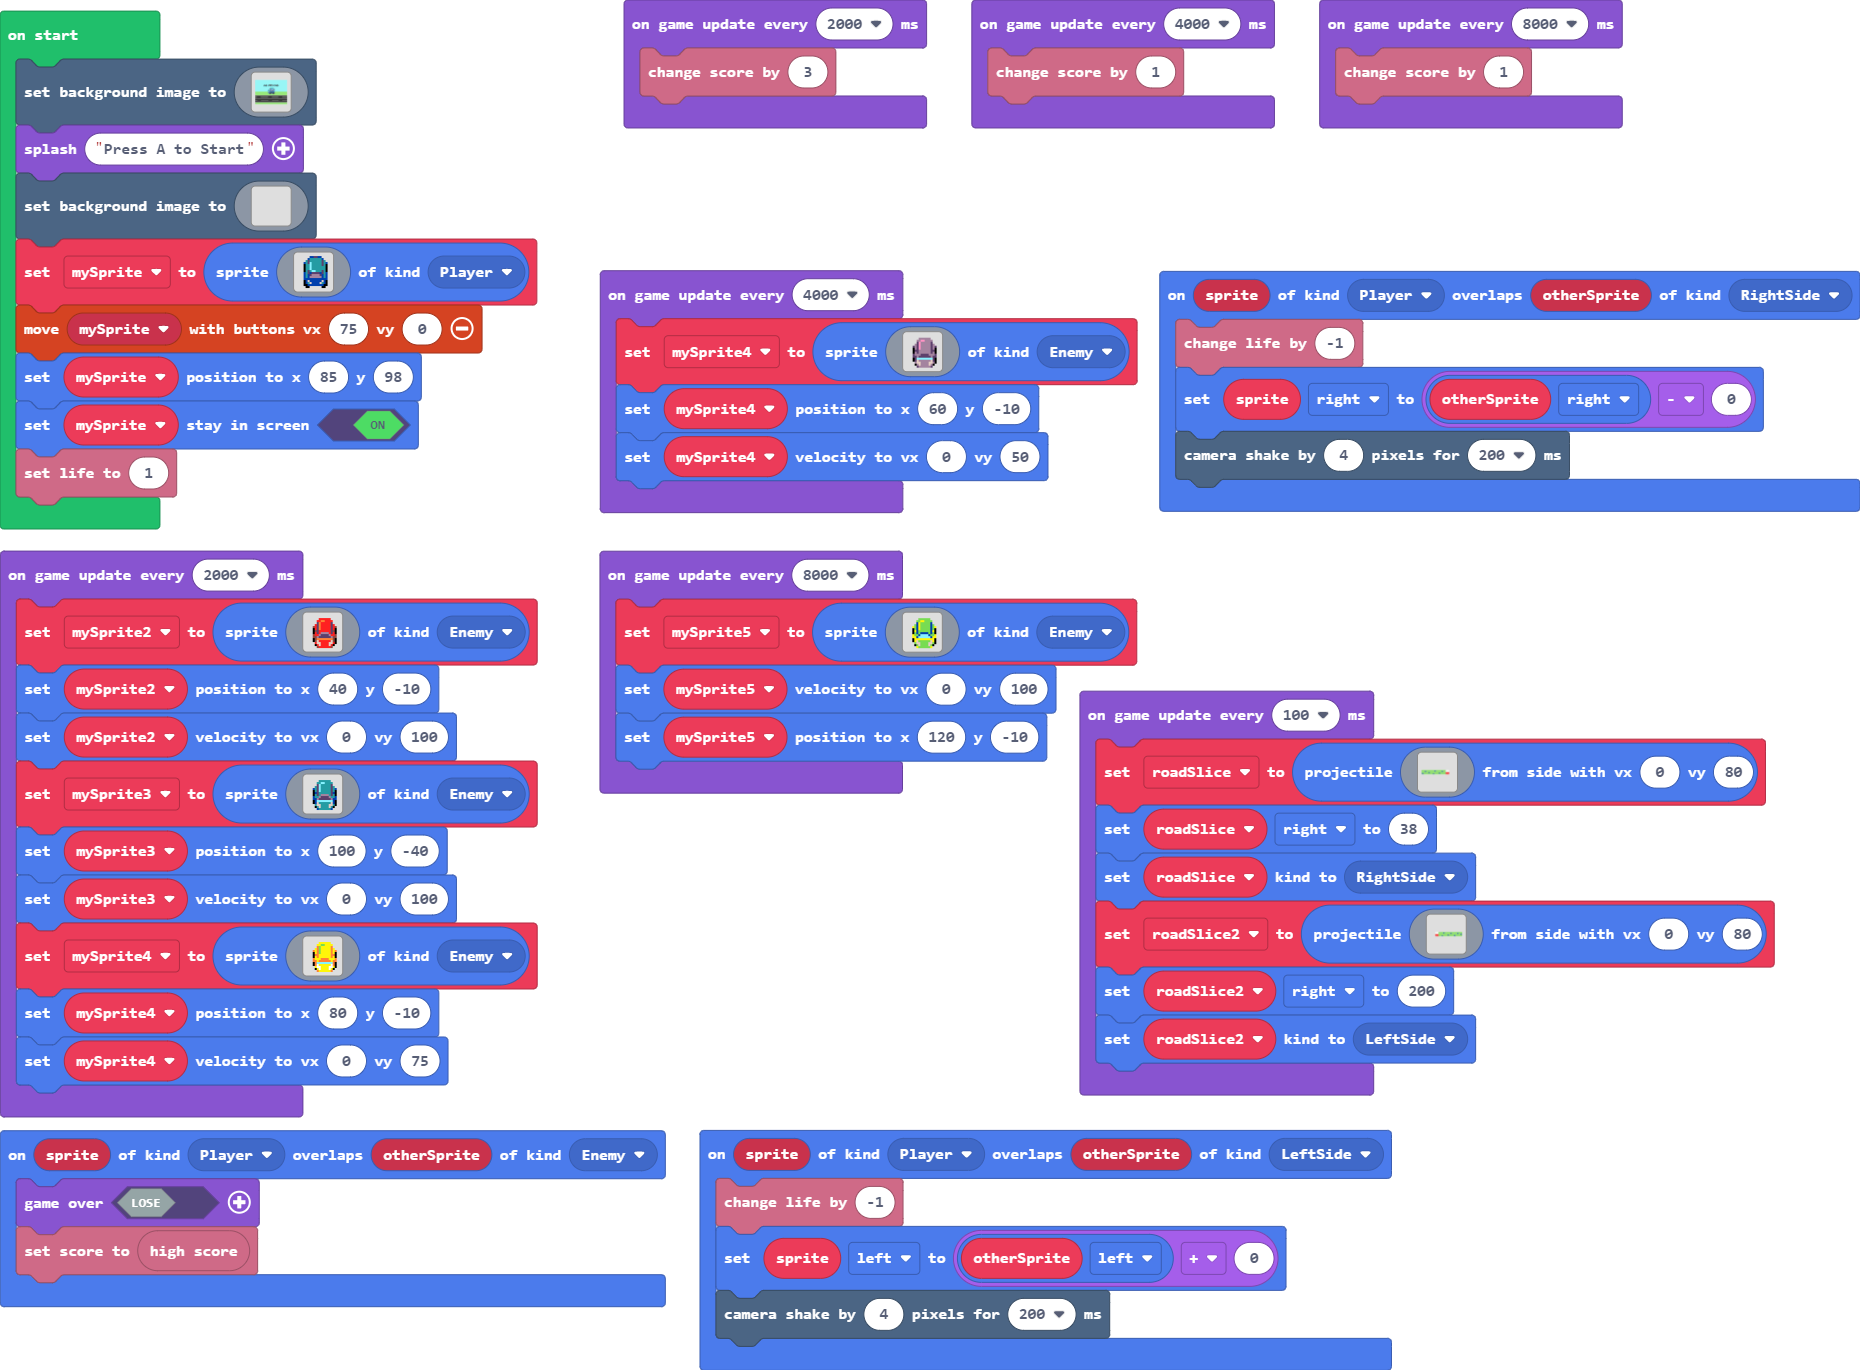 on start
set background image to
splash "Press A to Start"
set background image to
set mySprite to sprite of kind Player
move mySprite with buttons vx 75 vy 0
set mySprite position to x 85 y 98
set mySprite stay in screen ON
set life to 1
on game update every 2000 ms
change score by 3
on game update every 4000 ms
change score by 1
on game update every 8000 ms
change score by 1
on game update every 4000 ms
set mySprite4 to sprite of kind Enemy
set mySprite4 position to x 60 y -10
set mySprite4 velocity to vx 0 vy 50
on sprite of kind Player overlaps otherSprite of kind RightSide
change life by -1
set sprite right to otherSprite right - 0
camera shake by 4 pixels for 200 ms
on game update every 2000 ms
set mySprite2 to sprite of kind Enemy
set mySprite2 position to x 40 y -10
set mySprite2 velocity to vx 0 vy 100
set mySprite3 to sprite of kind Enemy
set mySprite3 position to x 100 y -40
set mySprite3 velocity to vx 0 vy 100
set mySprite4 to sprite of kind Enemy
set mySprite4 position to x 80 y -10
set mySprite4 velocity to vx 0 vy 75
on game update every 8000 ms
set mySprite5 to sprite of kind Enemy
set mySprite5 velocity to vx 0 vy 100
set mySprite5 position to x 120 y -10
on game update every 100 ms
set roadSlice to projectile from side with vx 0 vy 80
set roadSlice right to 38
set roadSlice kind to RightSide
set roadSlice2 to projectile from side with vx 0 vy 80
set roadSlice2 right to 200
set roadSlice2 kind to LeftSide
on sprite of kind Player overlaps otherSprite of kind Enemy
game over LOSE
set score to high score
on sprite of kind Player overlaps otherSprite of kind LeftSide
change life by -1
set sprite left to otherSprite left + 0
camera shake by 4 pixels for 200 ms